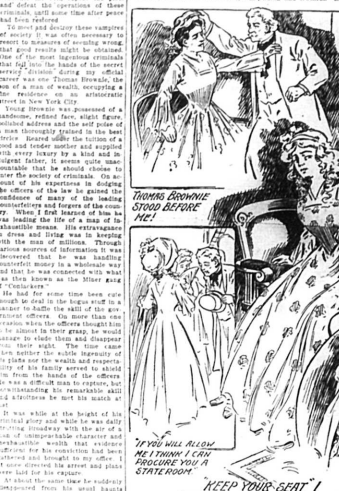 and defeat the operations of these
criminals, until some time after peace
had been restored
To meet and destroy these vampires
of society it was often necessary to
resort to measures of seeming wrong,
that good results might be obtained.
One of the most ingenious criminals
that fell into the hands of the secret
service division during my official
career was one Thomas Brownie, the
son of a man of wealth, occupying a
fine residence on an aristocratic
street in New York City.
Young Brownie was possessed of a
handsome, refined face, slight figure,
polished address and the self poise of
a man thoroughly trained in the best
circles Reared under the tuition of a
good and tender mother and supplied
with every luxury by a kind and in-
dulgent father, it seems quite unac-
countable that he should choose to
enter the society of criminals. On ac-
count of his expertness in dodging
the officers of the law he gained the
confidence of many of the leading
counterfeiters and forgers of the coun-
ry. When I first learned of him he
was leading the life of a man of in-
exhaustible means. His extravagance
in dress and living was in keeping
with the man of millions. Through
various sources of information it was
discovered that he was handling
counterfeit money in a wholesale way
and that he was connected with what
was then known as the Miner gang
of "Coniackers."
He had for some time been cute
enough to deal in the bogus stuff in a
manner to baffle the skill of the gov-
ernment officers. On more than one
occasion when the officers thought him
to be almost in their grasp, he would
manage to elude them and disappear
from their sight. The time came
when neither the subtle ingenuity of
his plans nor the wealth and respecta-
bility of his family served to shield
him from the hands of the officers
He was a difficult man to capture, but
notwithstanding his remarkable skill
and adroitness he met his match at
last
It was while at the height of his
criminal glory and while he was daily
strutting Broadway with the air of a
man of unimpeachable character and
inexhaustible wealth that evidence
sufficient for his conviction had been
gathered and brought to my office I
at once directed his arrest and plans
were laid for his capture
At about the same time he suddenly
disappeared from his usual haunts
THOMAS BROWNIE
STOOD BEFORE
ME!
"IF YOU WILL ALLOW
ME I THINK I CAN
PROCURE YOU A
STATEROOM"
"KEEP YOUR SEAT"!